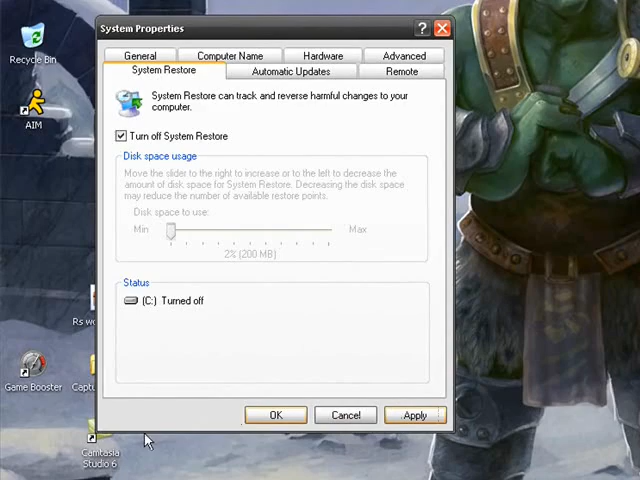 System Properties
General
Computer Name
Hardware
Advanced
System Restore
Automatic Updates
Remote
System Restore can track and reverse harmful changes to your
computer.
Turn off System Restore
Disk space usage
Move the slider to the right to increase or to the left to decrease the
amount of disk space for System Restore. Decreasing the disk space
may reduce the number of available restore points.
Disk space to use:
Min
Max
2% (200 MB)
Status
(C:) Turned off
OK
Cancel
Apply
Recycle Bin
AIM
Rs wo
Game Booster
Captu
Camtasia
Studio 6